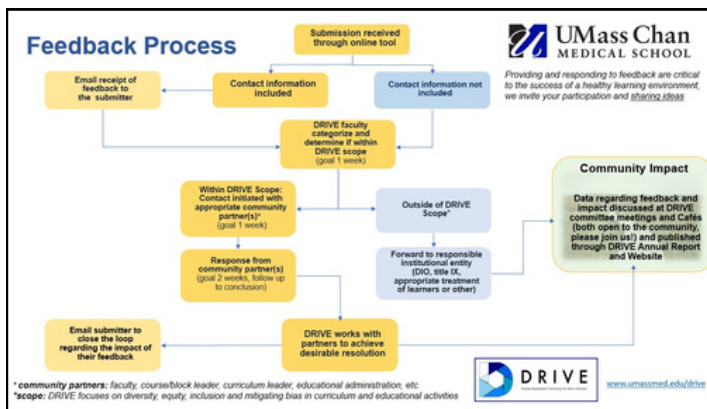 Feedback Process
Submission received
through online tool
UMass Chan
MEDICAL SCHOOL
Providing and responding to feedback are critical
to the success of a healthy learning environment,
we invite your participation and sharing ideas
Email receipt of
feedback to
the submitter
Contact information
included
Contact information not
included
DRIVE faculty
categorize and
determine if within
DRIVE scope
(goal 1 week)
Within DRIVE Scope:
Contact initiated with
appropriate community
partner(s)*
(goal 1 week)
Outside of DRIVE
Scope*
Community Impact
Data regarding feedback and
impact discussed at DRIVE
committee meetings and Cafés
(both open to the community,
please join us!) and published
through DRIVE Annual Report
and Website
Response from
community partner(s)
(goal 2 weeks, follow up
to conclusion)
Forward to responsible
institutional entity
(DIO, title IX,
appropriate treatment
of learners or other)
Email submitter to
close the loop
regarding the impact of
their feedback
DRIVE works with
partners to achieve
desirable resolution
* community partners: faculty, course/block leader, curriculum leader, educational administration, etc.
*scope: DRIVE focuses on diversity, equity, inclusion and mitigating bias in curriculum and educational activities
DRIVE
www.umassmed.edu/drive